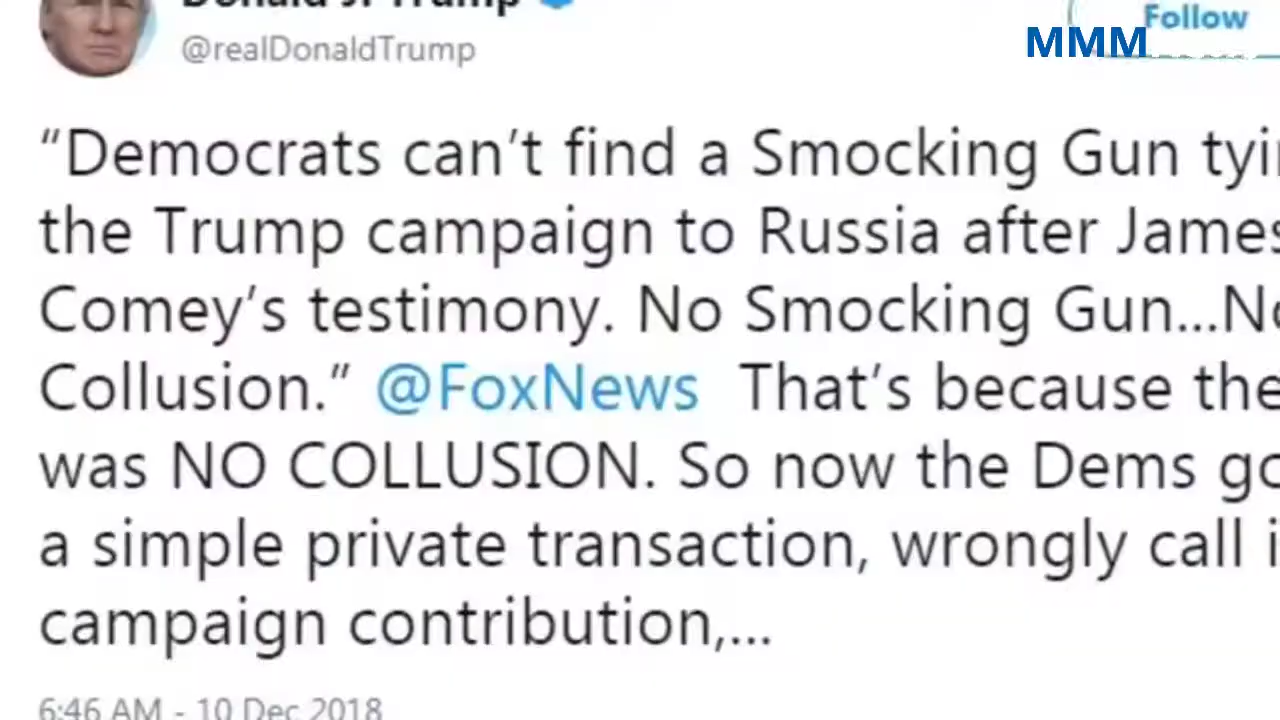 Donald J. Trump
@realDonaldTrump
Follow
MMM
“Democrats can’t find a Smocking Gun tyi
the Trump campaign to Russia after James
Comey’s testimony. No Smocking Gun...No
Collusion.” @FoxNews That’s because the
was NO COLLUSION. So now the Dems go
a simple private transaction, wrongly call i
campaign contribution,...
6:46 AM - 10 Dec 2018